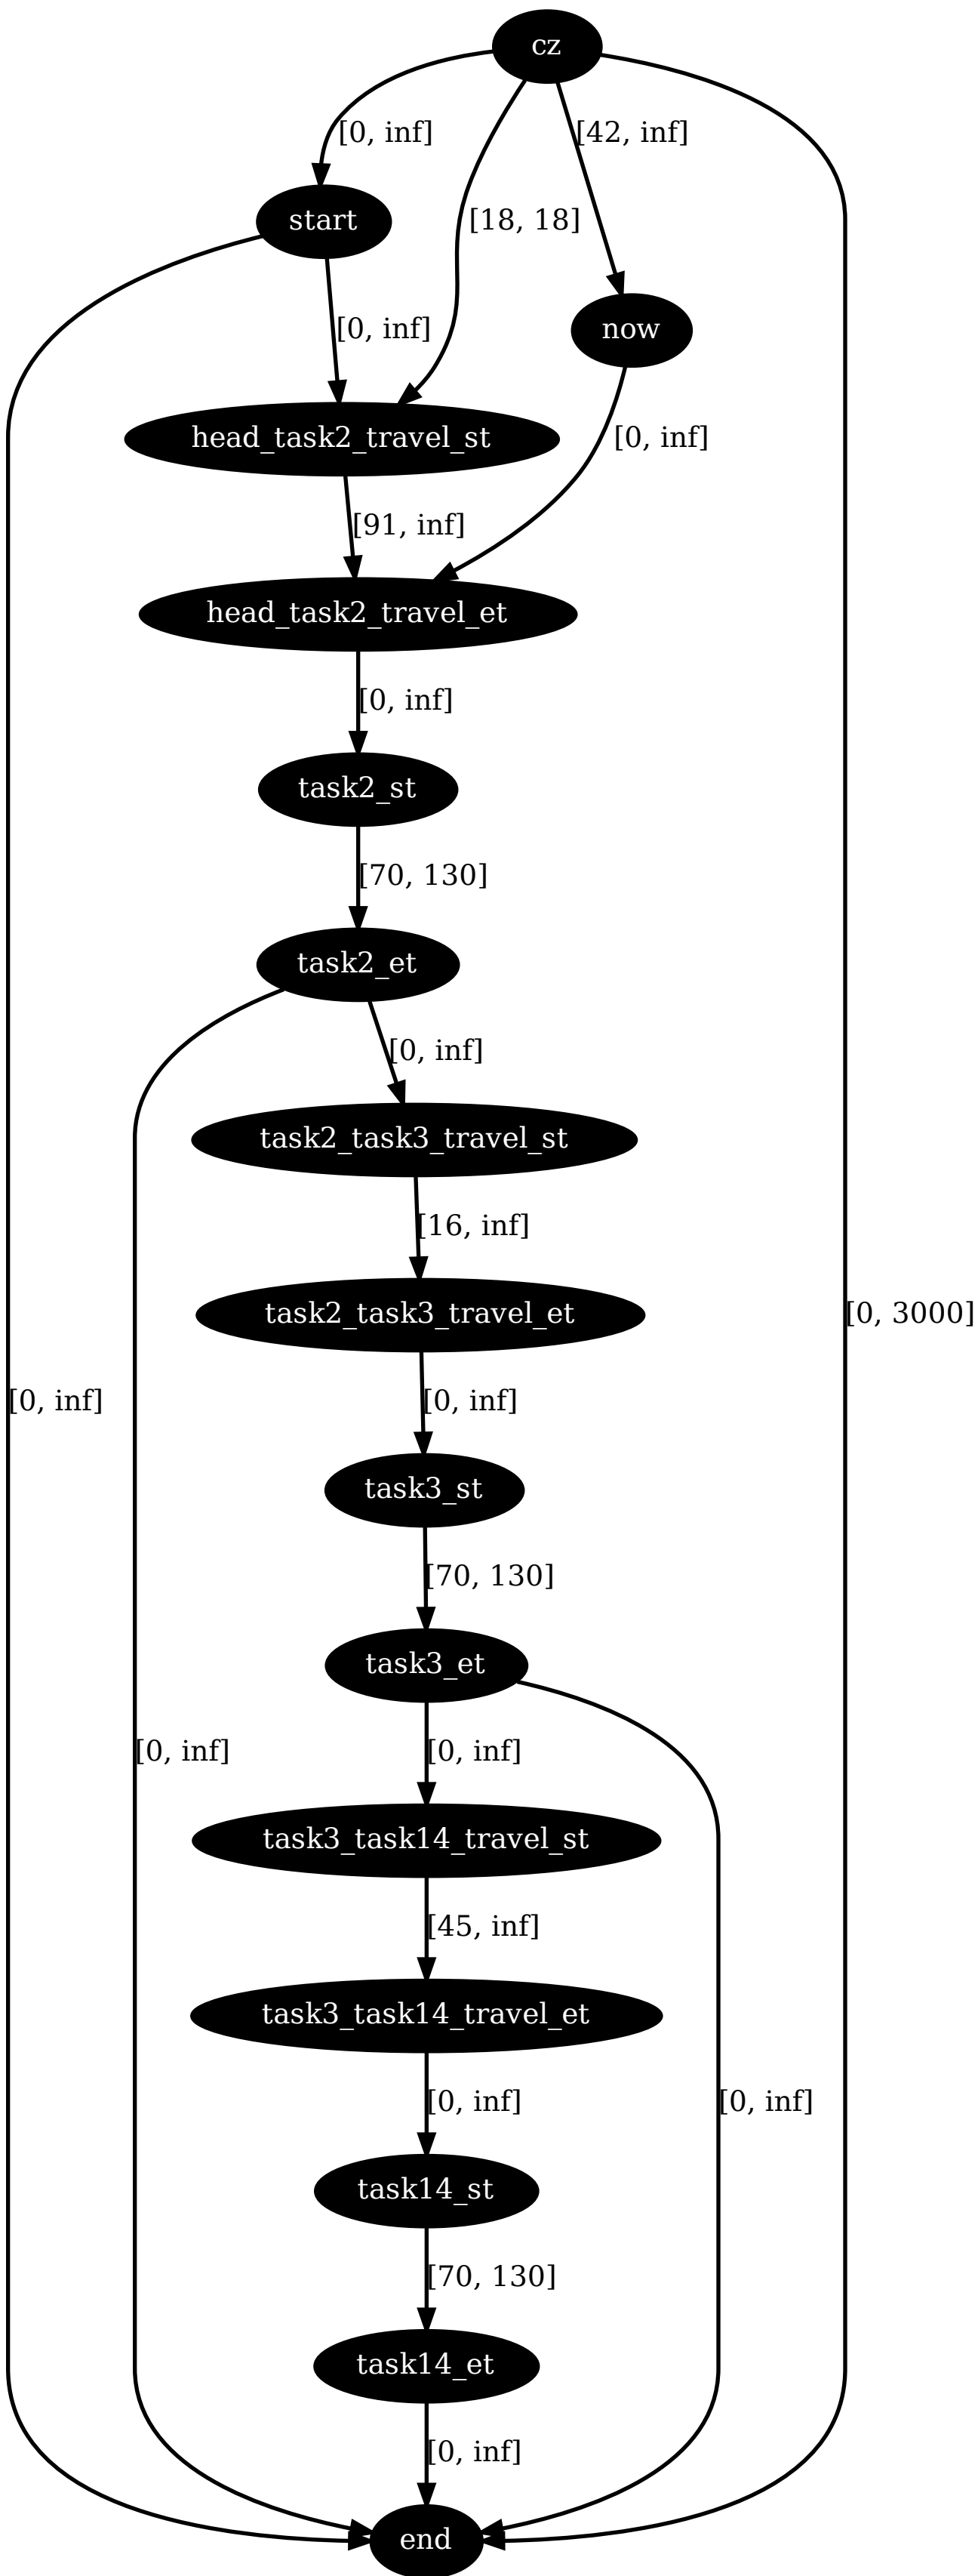 cz
[0, inf]
[42, inf]
start
[18, 18]
[0, inf]
now
head_task2_travel_st
[0, inf]
[91, inf]
head_task2_travel_et
[0, inf]
task2_st
[70, 130]
task2_et
[0, inf]
task2_task3_travel_st
[16, inf]
task2_task3_travel_et
[0, 3000]
[0, inf]
[0, inf]
task3_st
[70, 130]
task3_et
[0, inf]
[0, inf]
task3_task14_travel_st
[45, inf]
task3_task14_travel_et
[0, inf]
[0, inf]
task14_st
[70, 130]
task14_et
[0, inf]
end